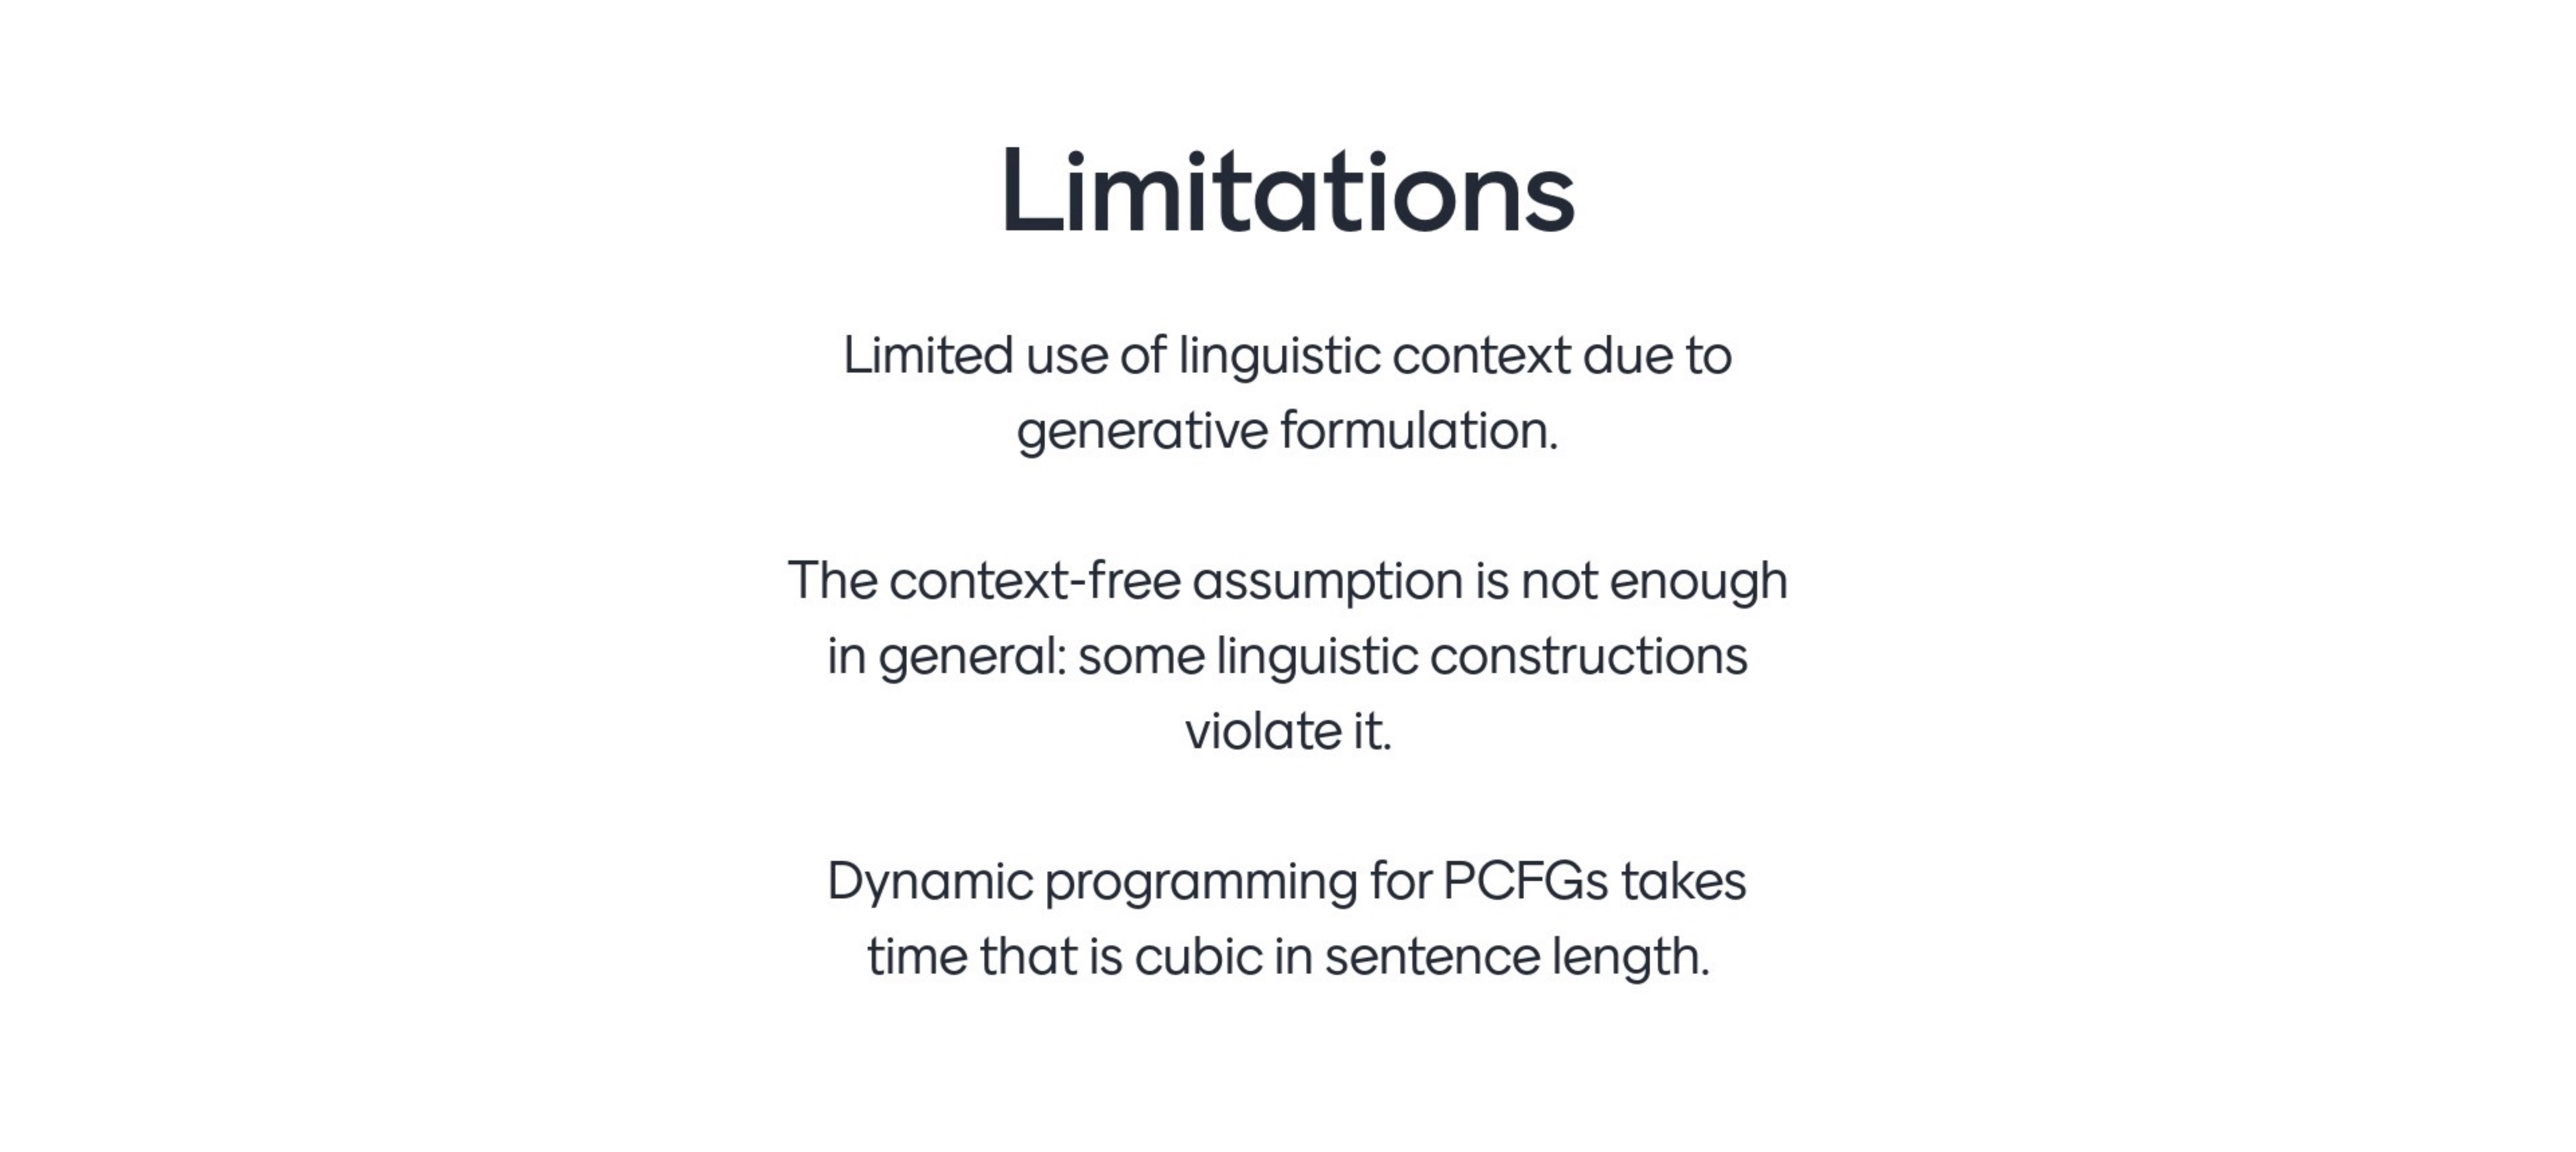 Limitations
Limited use of linguistic context due to
generative formulation.
The context-free assumption is not enough
in general: some linguistic constructions
violate it.
Dynamic programming for PCFGs takes
time that is cubic in sentence length.